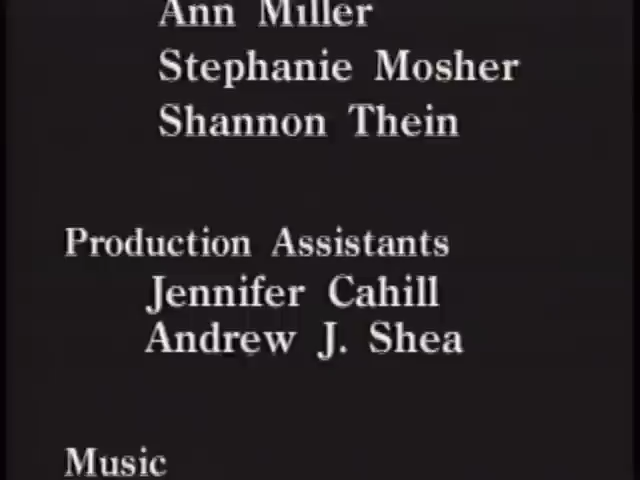 Ann Miller
Stephanie Mosher
Shannon Thein
Production Assistants
Jennifer Cahill
Andrew J. Shea
Music